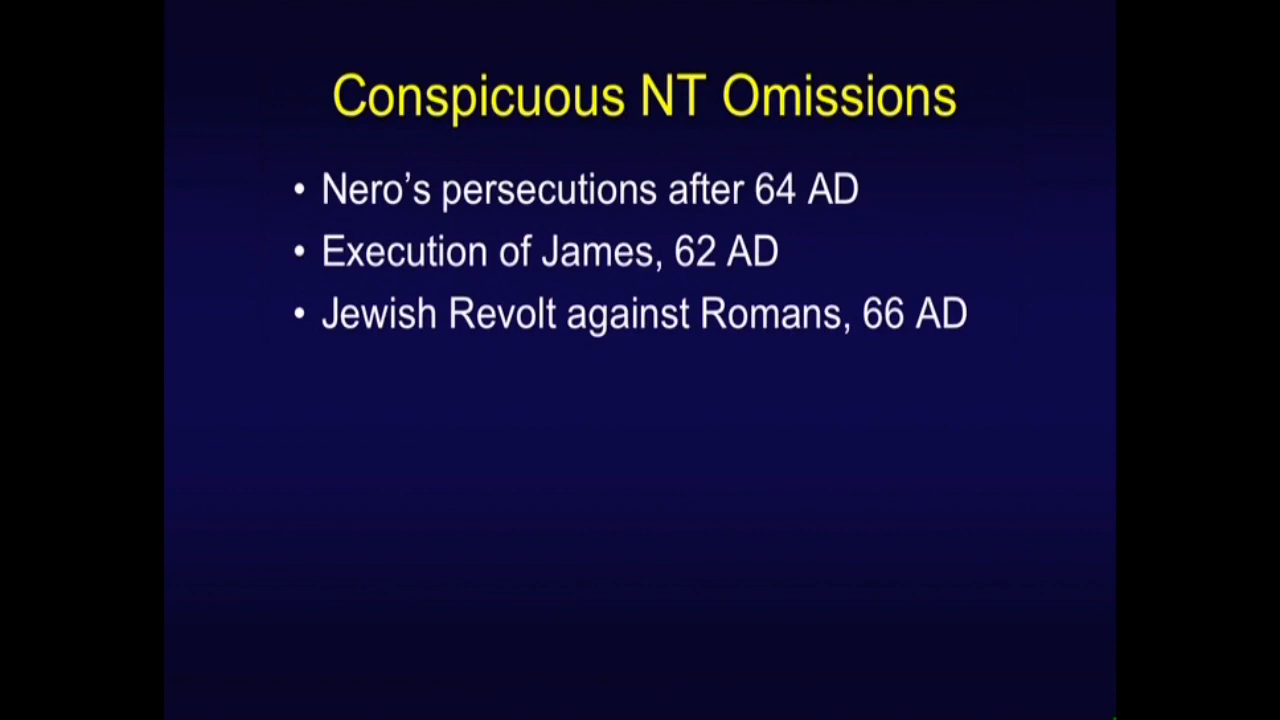 Conspicuous NT Omissions
• Nero’s persecutions after 64 AD
• Execution of James, 62 AD
• Jewish Revolt against Romans, 66 AD